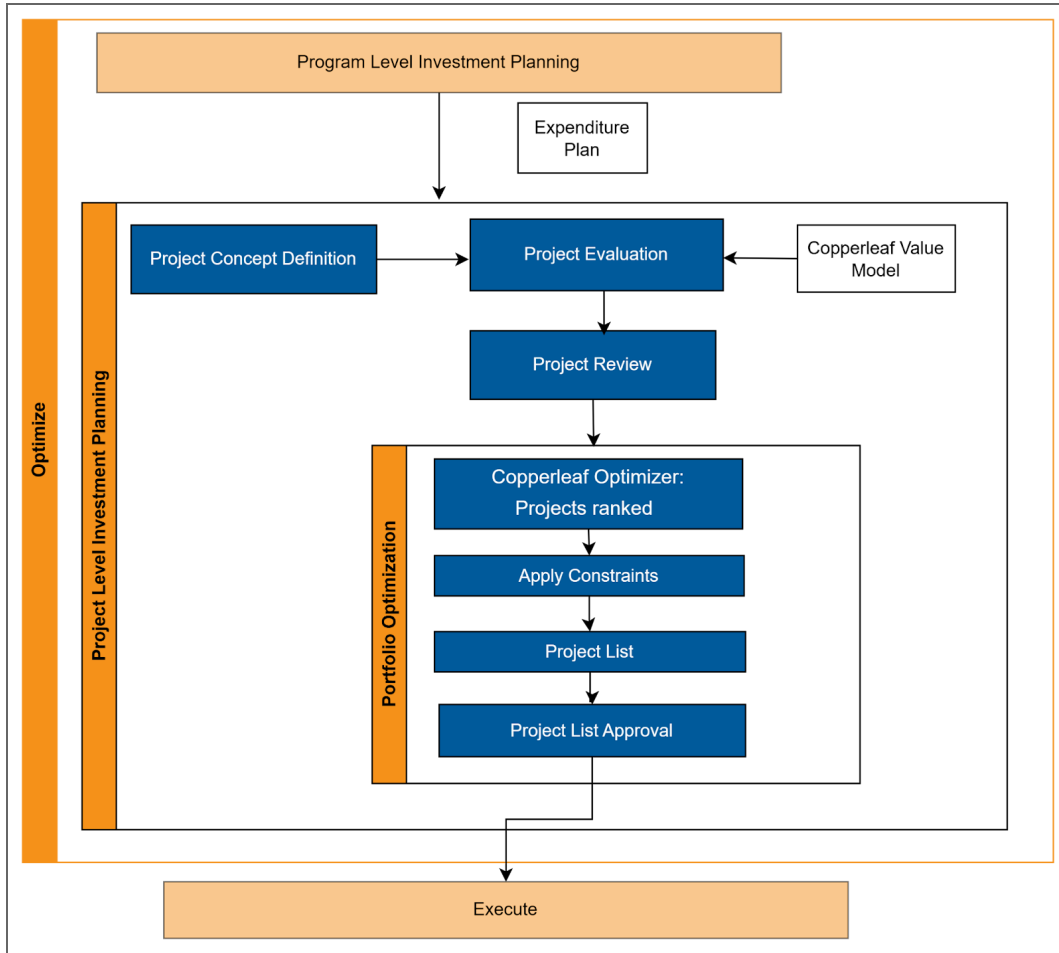 Program Level Investment Planning
Expenditure
Plan
Optimize
Project Level Investment Planning
Project Concept Definition
Project Evaluation
Copperleaf Value
Model
Project Review
Portfolio Optimization
Copperleaf Optimizer:
Projects ranked
Apply Constraints
Project List
Project List Approval
Execute